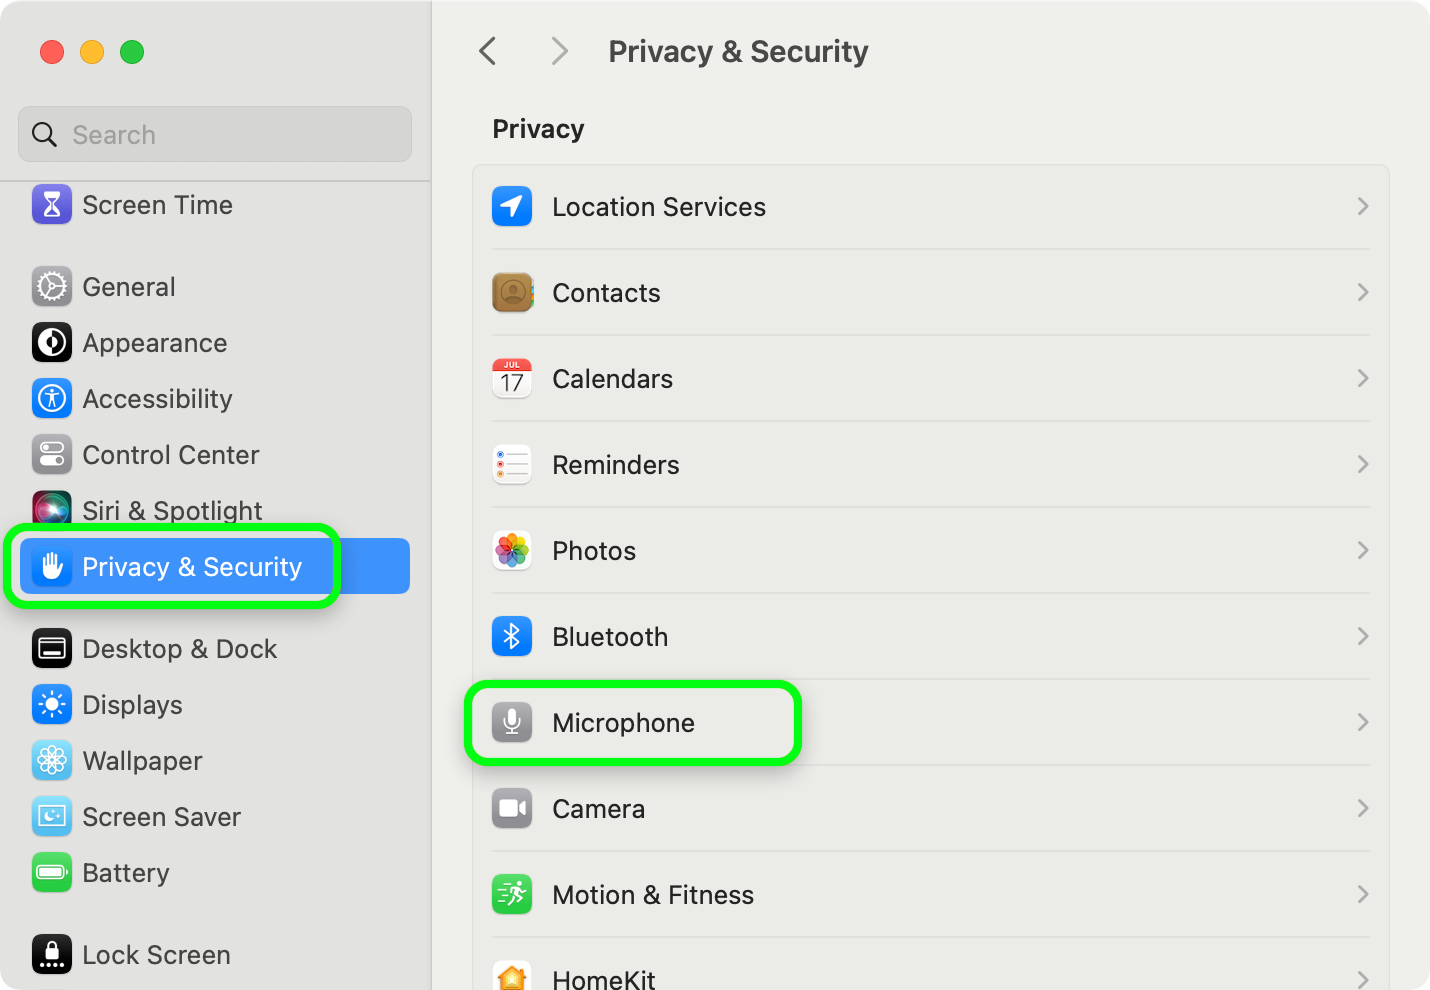 Search
Screen Time
General
Appearance
Accessibility
Control Center
Siri & Spotlight
Privacy & Security
Desktop & Dock
Displays
Wallpaper
Screen Saver
Battery
Lock Screen
Privacy & Security
Privacy
Location Services
Contacts
JUL
17
Calendars
Reminders
Photos
Bluetooth
Microphone
Camera
Motion & Fitness
HomeKit